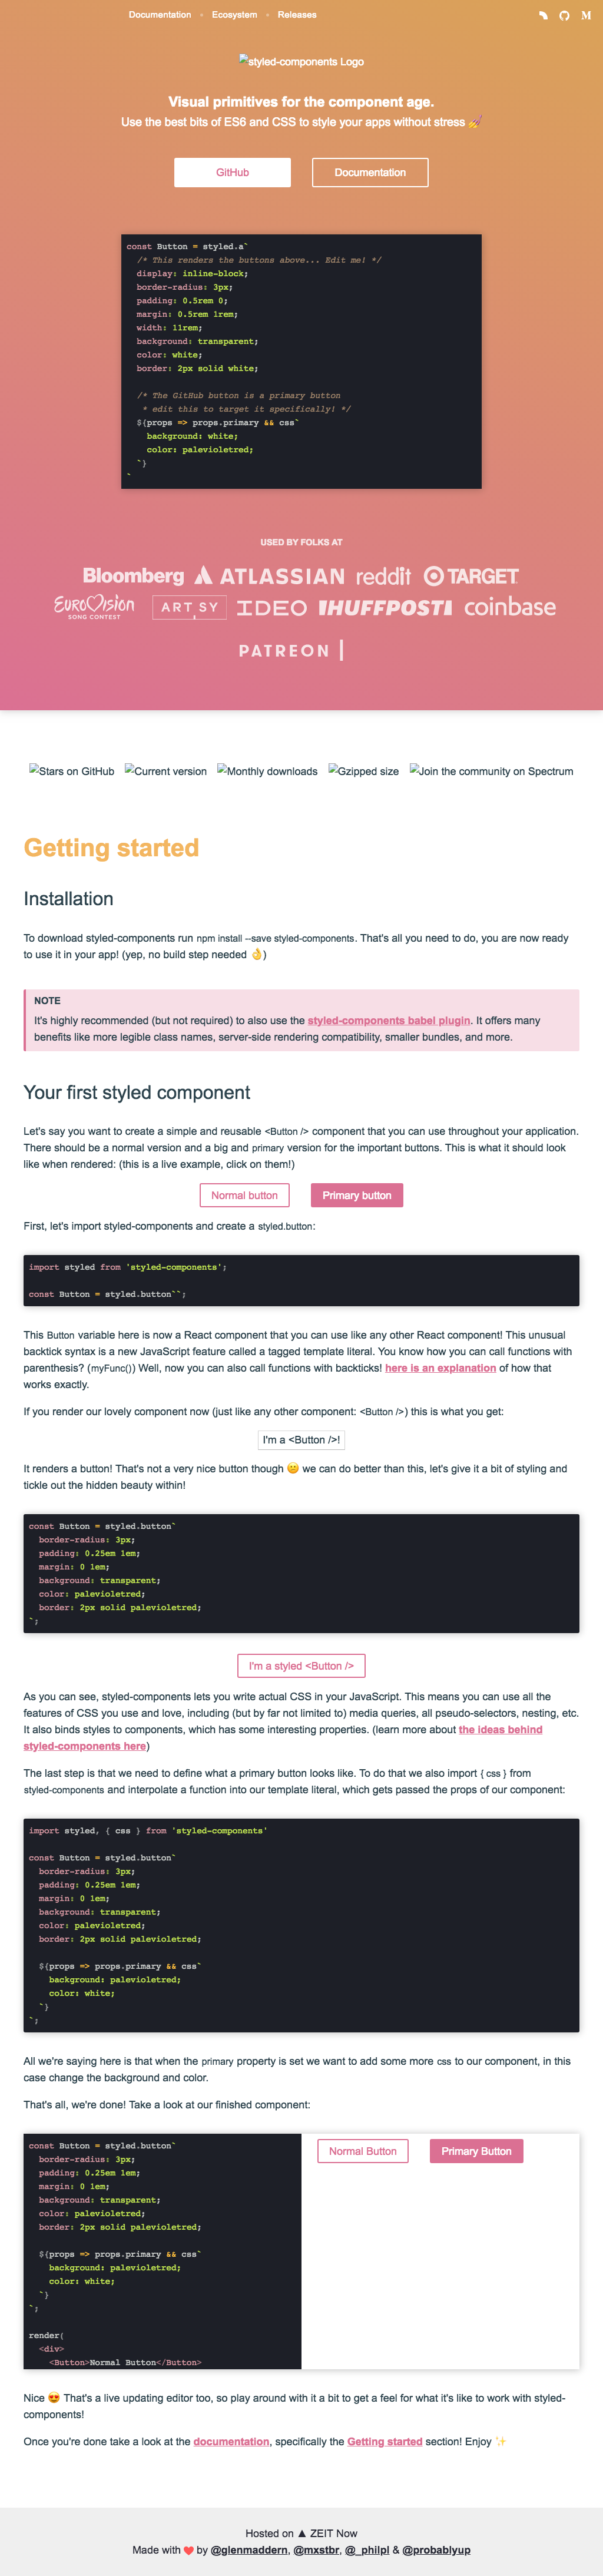 Documentation • Ecosystem • Releases
styled-components Logo
Visual primitives for the component age.
Use the best bits of ES6 and CSS to style your apps without stress 💅
GitHub
Documentation
const Button = styled.a`
  /* This renders the buttons above... Edit me! */
  display: inline-block;
  border-radius: 3px;
  padding: 0.5rem 0;
  margin: 0.5rem 1rem;
  width: 11rem;
  background: transparent;
  color: white;
  border: 2px solid white;

  /* The GitHub button is a primary button
   * edit this to target it specifically! */
  ${props => props.primary && css`
    background: white;
    color: palevioletred;
  `}
`
USED BY FOLKS AT
Bloomberg ATLASSIAN reddit TARGET
EUROVISION SONG CONTEST ARTSY IDEO HUFFPOST coinbase
PATREON
Stars on GitHub Current version Monthly downloads Gzipped size Join the community on Spectrum
Getting started
Installation
To download styled-components run npm install --save styled-components. That's all you need to do, you are now ready
to use it in your app! (yep, no build step needed 👌)
NOTE
It's highly recommended (but not required) to also use the styled-components babel plugin. It offers many
benefits like more legible class names, server-side rendering compatibility, smaller bundles, and more.
Your first styled component
Let's say you want to create a simple and reusable <Button /> component that you can use throughout your application.
There should be a normal version and a big and primary version for the important buttons. This is what it should look
like when rendered: (this is a live example, click on them!)
Normal button
Primary button
First, let's import styled-components and create a styled.button:
import styled from 'styled-components';

const Button = styled.button``;
This Button variable here is now a React component that you can use like any other React component! This unusual
backtick syntax is a new JavaScript feature called a tagged template literal. You know how you can call functions with
parenthesis? (myFunc()) Well, now you can also call functions with backticks! here is an explanation of how that
works exactly.
If you render our lovely component now (just like any other component: <Button />) this is what you get:
I'm a <Button />!
It renders a button! That's not a very nice button though 😕 we can do better than this, let's give it a bit of styling and
tickle out the hidden beauty within!
const Button = styled.button`
  border-radius: 3px;
  padding: 0.25em 1em;
  margin: 0 1em;
  background: transparent;
  color: palevioletred;
  border: 2px solid palevioletred;
`;
I'm a styled <Button />
As you can see, styled-components lets you write actual CSS in your JavaScript. This means you can use all the
features of CSS you use and love, including (but by far not limited to) media queries, all pseudo-selectors, nesting, etc.
It also binds styles to components, which has some interesting properties. (learn more about the ideas behind
styled-components here)
The last step is that we need to define what a primary button looks like. To do that we also import { css } from
styled-components and interpolate a function into our template literal, which gets passed the props of our component:
import styled, { css } from 'styled-components'

const Button = styled.button`
  border-radius: 3px;
  padding: 0.25em 1em;
  margin: 0 1em;
  background: transparent;
  color: palevioletred;
  border: 2px solid palevioletred;

  ${props => props.primary && css`
    background: palevioletred;
    color: white;
  `}
`;
All we're saying here is that when the primary property is set we want to add some more css to our component, in this
case change the background and color.
That's all, we're done! Take a look at our finished component:
const Button = styled.button`
  border-radius: 3px;
  padding: 0.25em 1em;
  margin: 0 1em;
  background: transparent;
  color: palevioletred;
  border: 2px solid palevioletred;

  ${props => props.primary && css`
    background: palevioletred;
    color: white;
  `}
`;

render(
  <div>
    <Button>Normal Button</Button>
Normal Button
Primary Button
Nice 😍 That's a live updating editor too, so play around with it a bit to get a feel for what it's like to work with styled-
components!
Once you're done take a look at the documentation, specifically the Getting started section! Enjoy ✨
Hosted on ▲ ZEIT Now
Made with ❤️ by @glenmaddern, @mxstbr, @_philpl & @probablyup